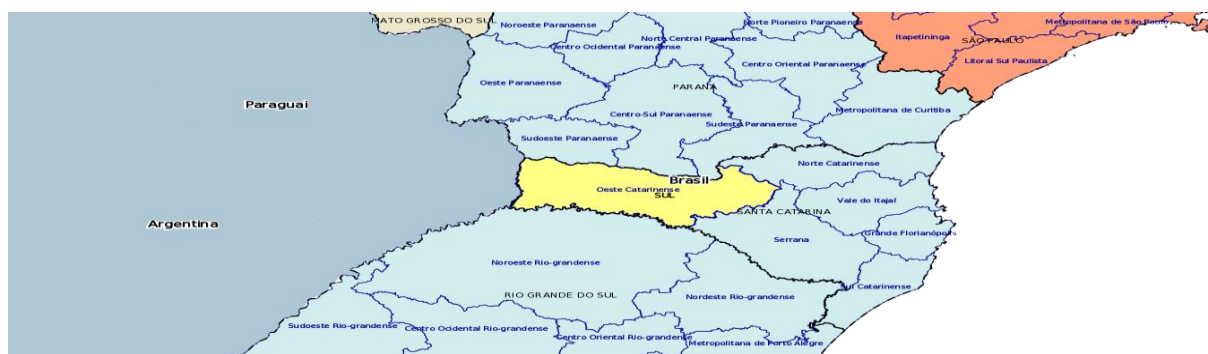 MATO GROSSO DO SUL
Noroeste Paranaense
Norte Pioneiro Paranaense
Metropolitana de São Paulo
Norte Central Paranaense
Itapetininga
SÃO PAULO
Centro Ocidental Paranaense
Centro Oriental Paranaense
Litoral Sul Paulista
Oeste Paranaense
PARANÁ
Paraguai
Centro-Sul Paranaense
Metropolitana de Curitiba
Sudeste Paranaense
Sudoeste Paranaense
Norte Catarinense
Brasil
Oeste Catarinense
SUL
Vale do Itajaí
SANTA CATARINA
Argentina
Grande Florianópolis
Serrana
Noroeste Rio-grandense
Sul Catarinense
RIO GRANDE DO SUL
Nordeste Rio-grandense
Sudoeste Rio-grandense
Centro Ocidental Rio-grandense
Centro Oriental Rio-grandense
Metropolitana de Porto Alegre